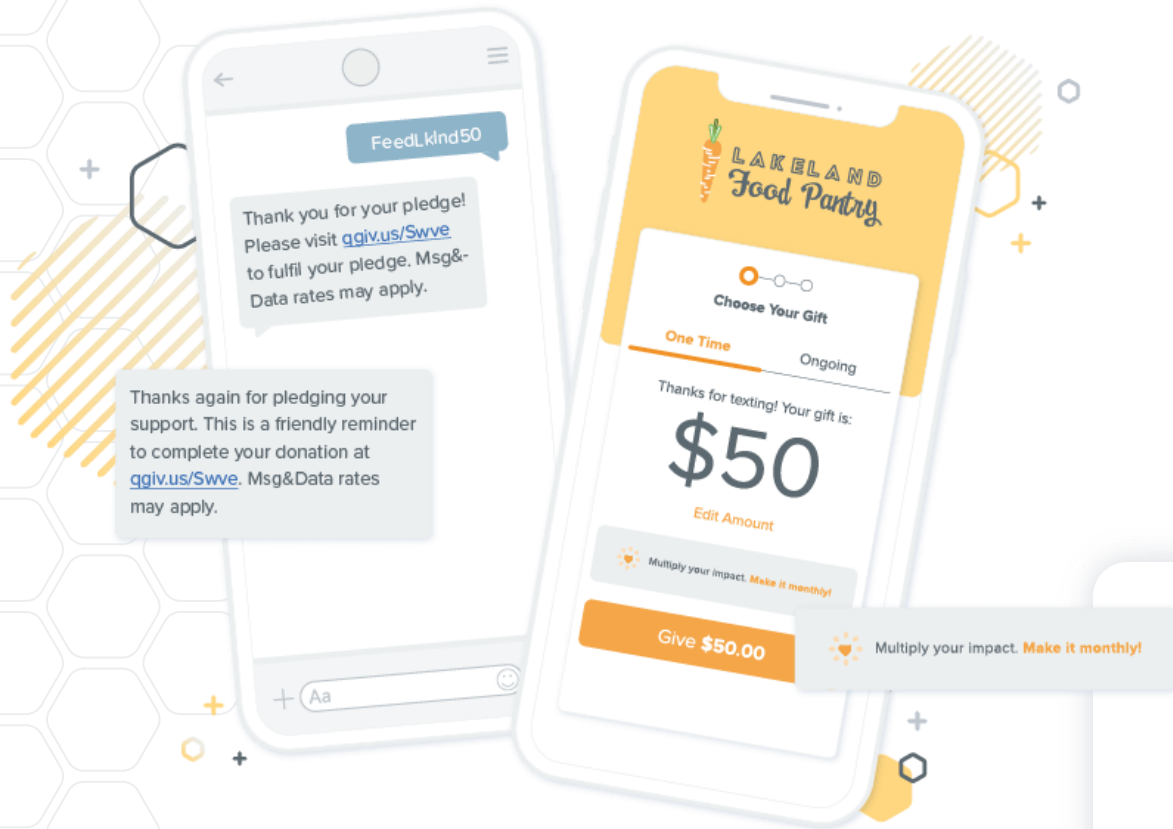 FeedLklnd50
Thank you for your pledge!
Please visit qgiv.us/Swve
to fulfil your pledge. Msg&-
Data rates may apply.
Thanks again for pledging your
support. This is a friendly reminder
to complete your donation at
qgiv.us/Swve. Msg&Data rates
may apply.
Aa
LAKELAND
Food Pantry
Choose Your Gift
One Time
Ongoing
Thanks for texting! Your gift is:
$50
Edit Amount
Multiply your impact. Make it monthly!
Give $50.00
Multiply your impact. Make it monthly!